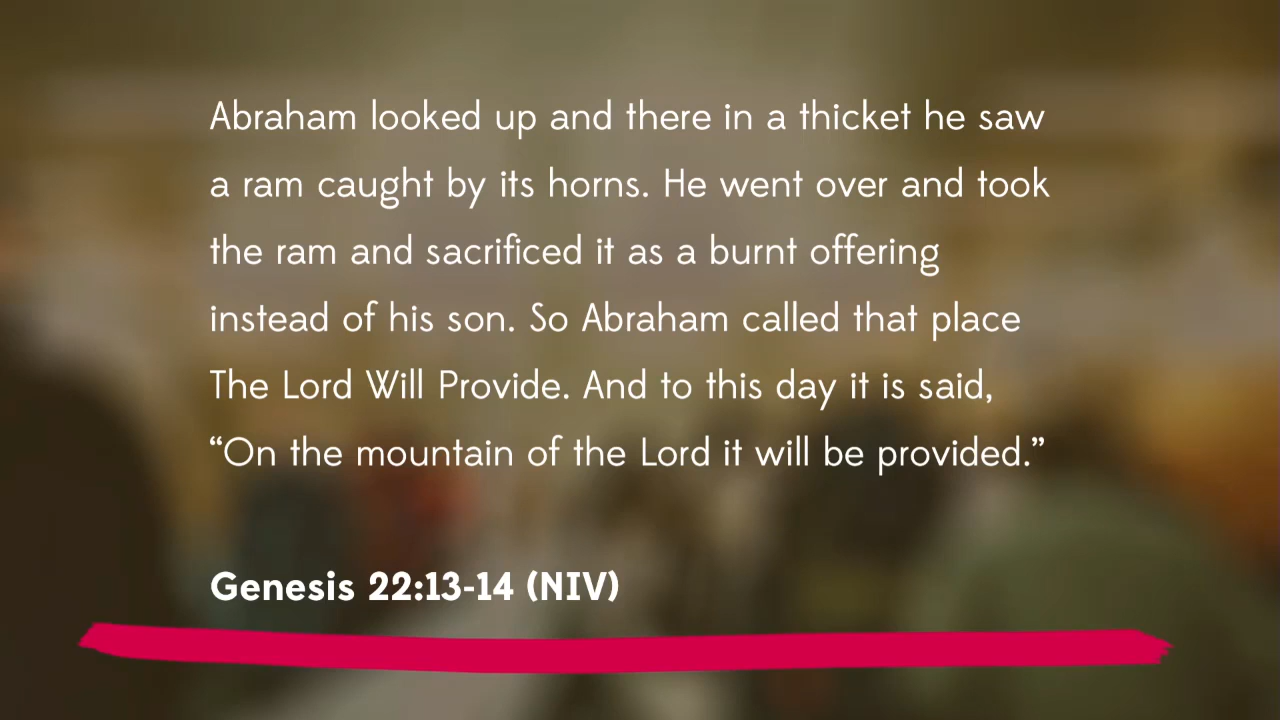 Abraham looked up and there in a thicket he saw
a ram caught by its horns. He went over and took
the ram and sacrificed it as a burnt offering
instead of his son. So Abraham called that place
The Lord Will Provide. And to this day it is said,
“On the mountain of the Lord it will be provided.”
Genesis 22:13-14 (NIV)